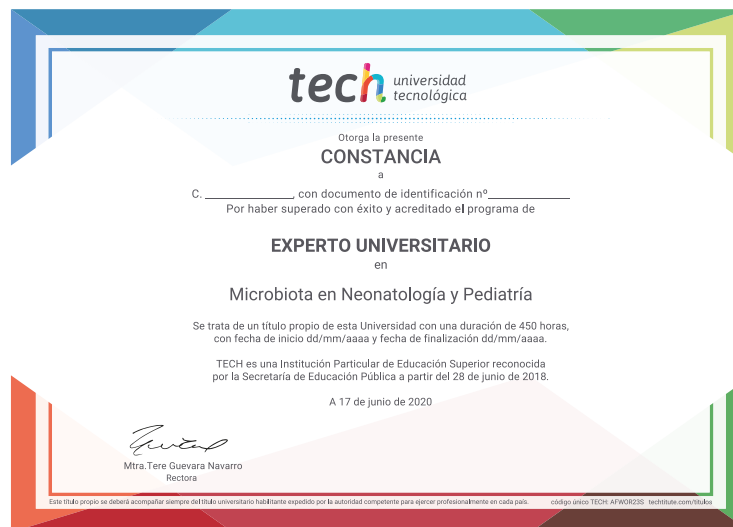 tech universidad
tecnológica
Otorga la presente
CONSTANCIA
a
C. ________________, con documento de identificación nº______________
Por haber superado con éxito y acreditado el programa de
EXPERTO UNIVERSITARIO
en
Microbiota en Neonatología y Pediatría
Se trata de un título propio de esta Universidad con una duración de 450 horas,
con fecha de inicio dd/mm/aaaa y fecha de finalización dd/mm/aaaa.
TECH es una Institución Particular de Educación Superior reconocida
por la Secretaría de Educación Pública a partir del 28 de junio de 2018.
A 17 de junio de 2020
Mtra.Tere Guevara Navarro
Rectora
Este título propio se deberá acompañar siempre del título universitario habilitante expedido por la autoridad competente para ejercer profesionalmente en cada país. código único TECH: AFWOR23S techtitute.com/titulos